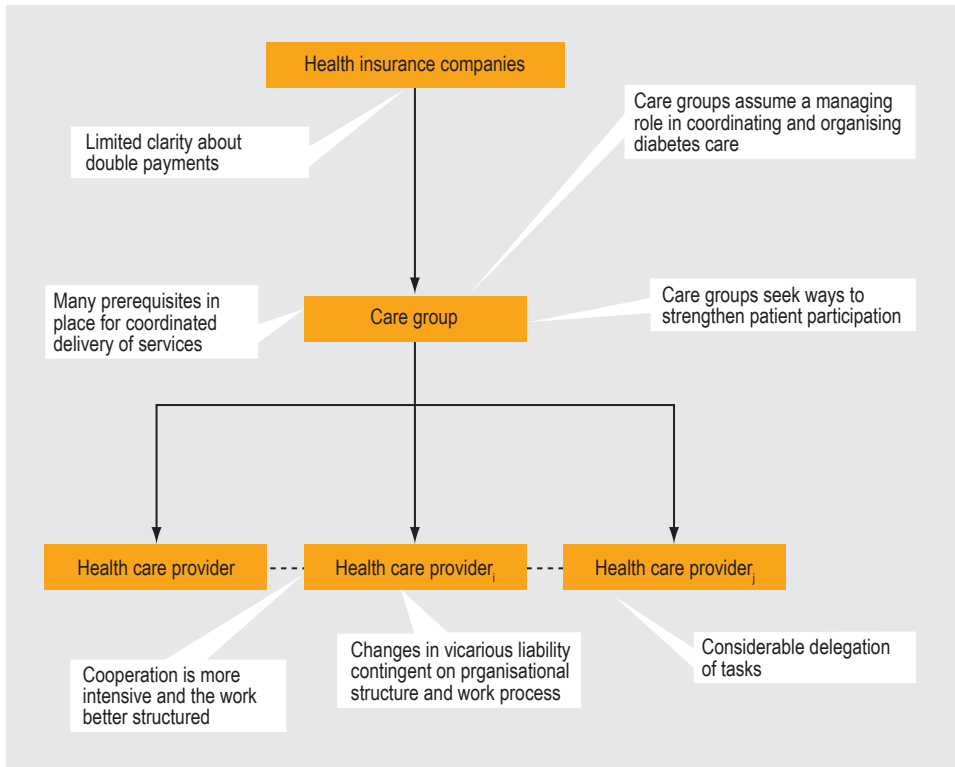 Health insurance companies
Limited clarity about
double payments
Care groups assume a managing
role in coordinating and organising
diabetes care
Many prerequisites in
place for coordinated
delivery of services
Care group
Care groups seek ways to
strengthen patient participation
Health care provider
Health care provider i
Health care provider j
Cooperation is more
intensive and the work
better structured
Changes in vicarious liability
contingent on prganisational
structure and work process
Considerable delegation
of tasks